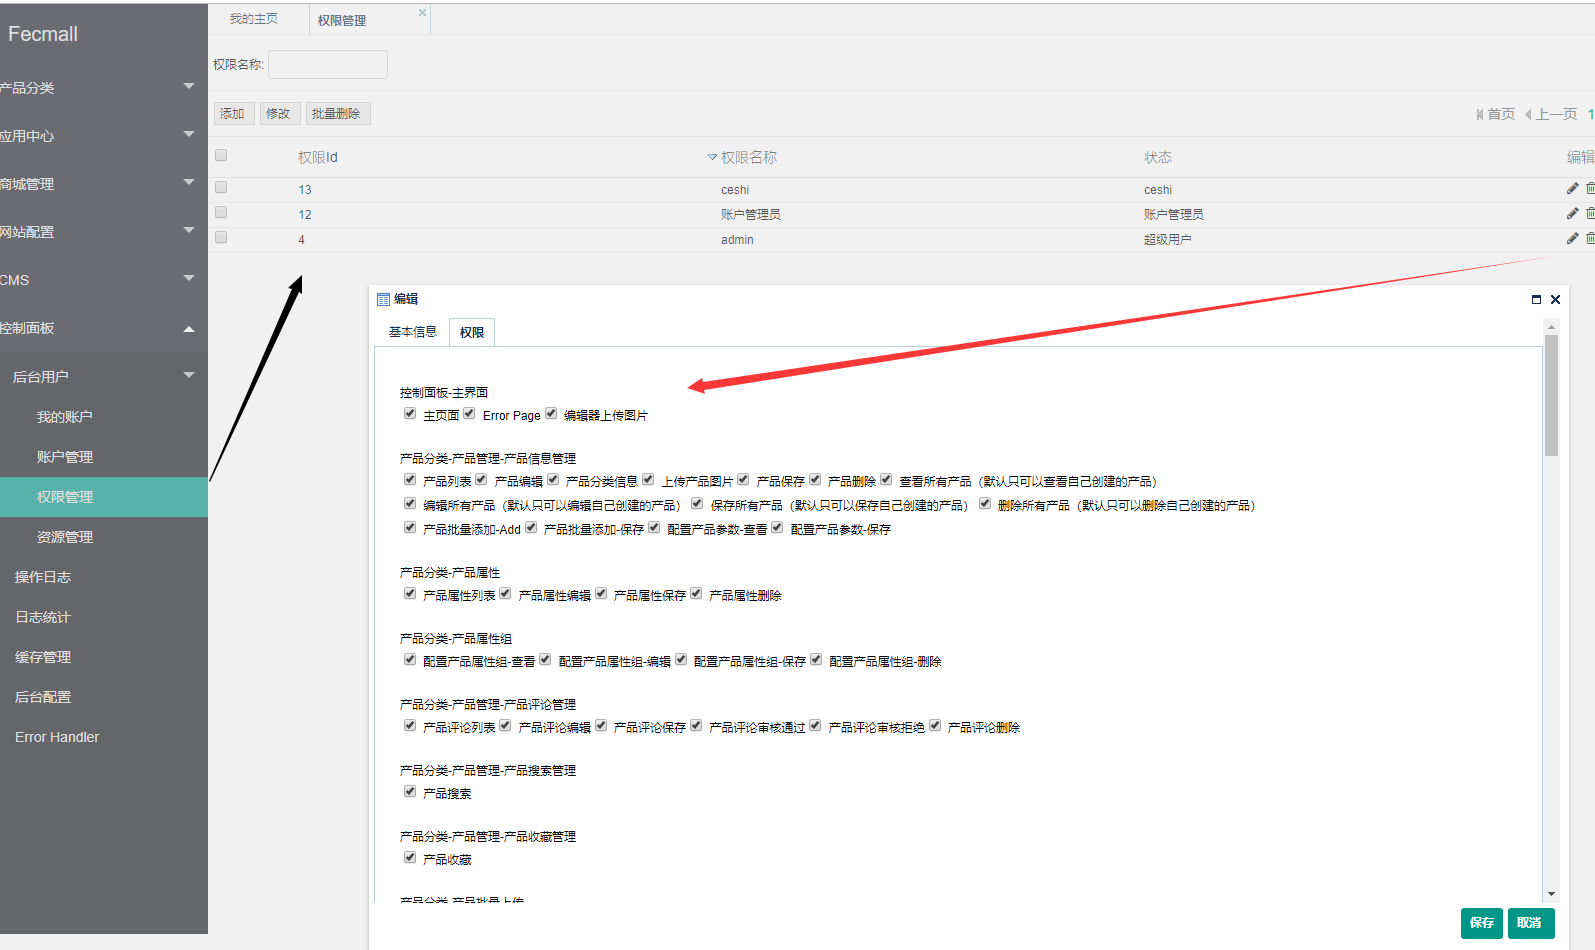 Fecmall
产品分类
应用中心
商城管理
网站配置
CMS
控制面板
后台用户
我的账户
账户管理
权限管理
资源管理
操作日志
日志统计
缓存管理
后台配置
Error Handler
我的主页 权限管理
权限名称:
添加 修改 批量删除 首页 上一页 1
权限Id 权限名称 状态 编辑
13 ceshi ceshi
12 账户管理员 账户管理员
4 admin 超级用户
编辑
基本信息 权限
控制面板-主界面
主页面 Error Page 编辑器上传图片
产品分类-产品管理-产品信息管理
产品列表 产品编辑 产品分类信息 上传产品图片 产品保存 产品删除 查看所有产品（默认只可以查看自己创建的产品）
编辑所有产品（默认只可以编辑自己创建的产品） 保存所有产品（默认只可以保存自己创建的产品） 删除所有产品（默认只可以删除自己创建的产品）
产品批量添加-Add 产品批量添加-保存 配置产品参数-查看 配置产品参数-保存
产品分类-产品属性
产品属性列表 产品属性编辑 产品属性保存 产品属性删除
产品分类-产品属性组
配置产品属性组-查看 配置产品属性组-编辑 配置产品属性组-保存 配置产品属性组-删除
产品分类-产品管理-产品评论管理
产品评论列表 产品评论编辑 产品评论保存 产品评论审核通过 产品评论审核拒绝 产品评论删除
产品分类-产品管理-产品搜索管理
产品搜索
产品分类-产品管理-产品收藏管理
产品收藏
产品分类-产品批量上传
保存 取消